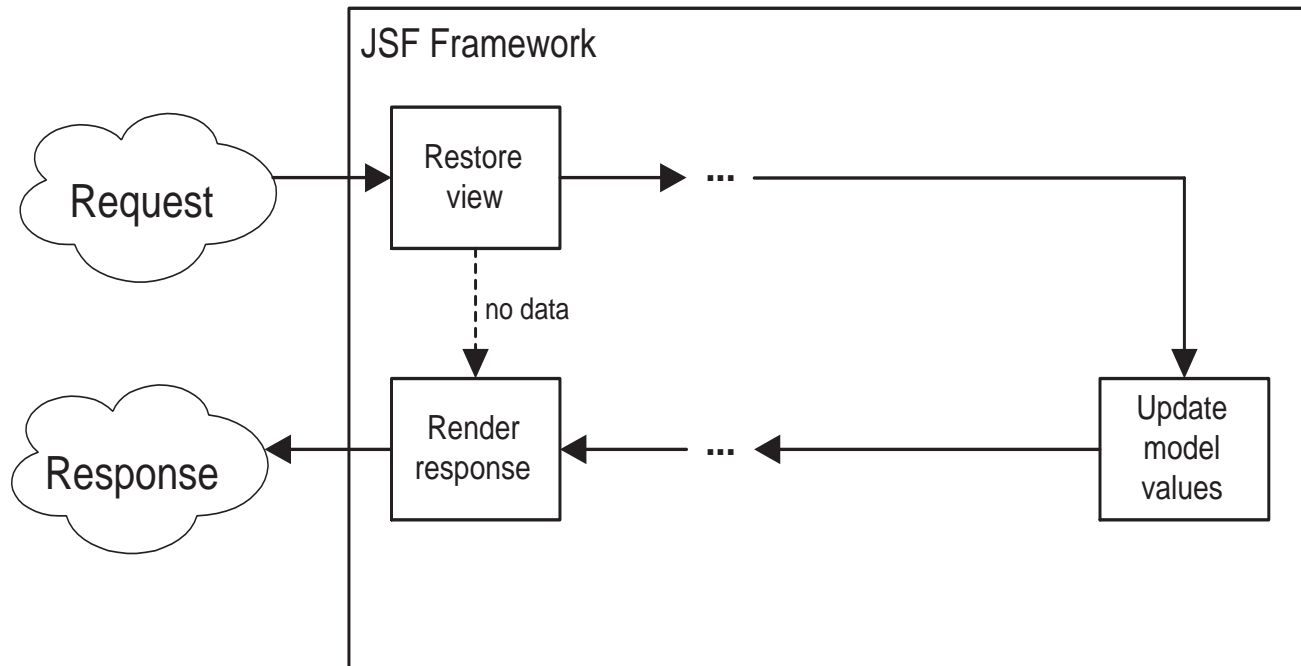 JSF Framework
Request
Restore
view
...
no data
Response
Render
response
...
Update
model
values